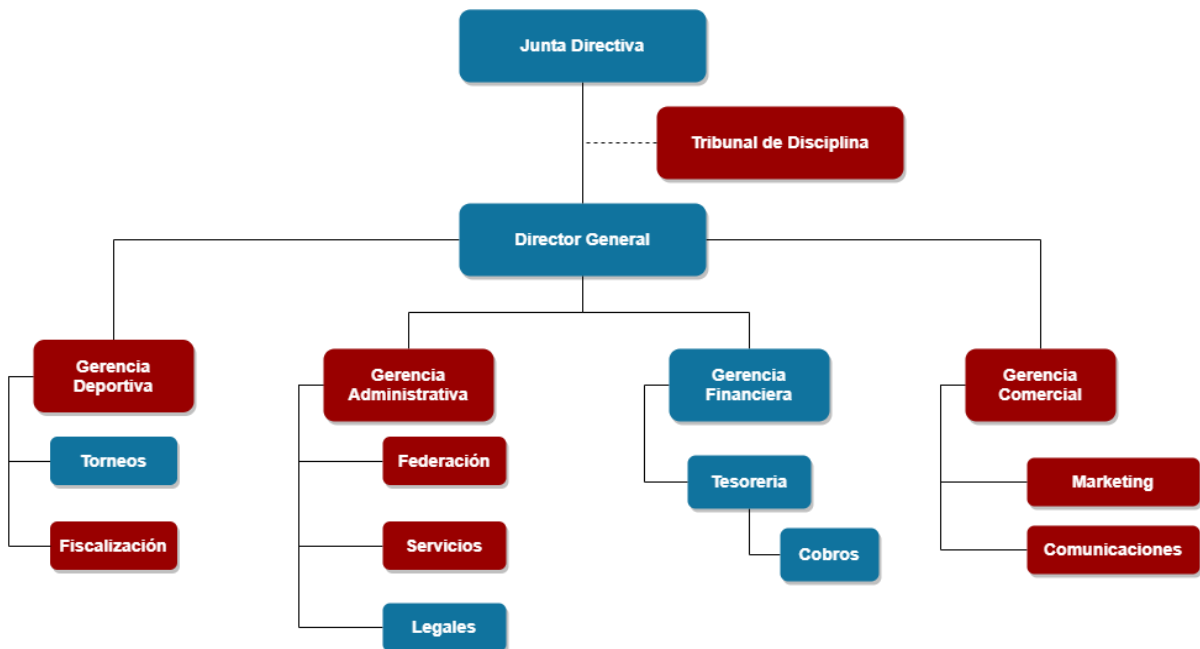 Junta Directiva
Tribunal de Disciplina
Director General
Gerencia
Deportiva
Gerencia
Administrativa
Gerencia
Financiera
Gerencia
Comercial
Torneos
Federación
Tesoreria
Marketing
Fiscalización
Servicios
Cobros
Comunicaciones
Legales